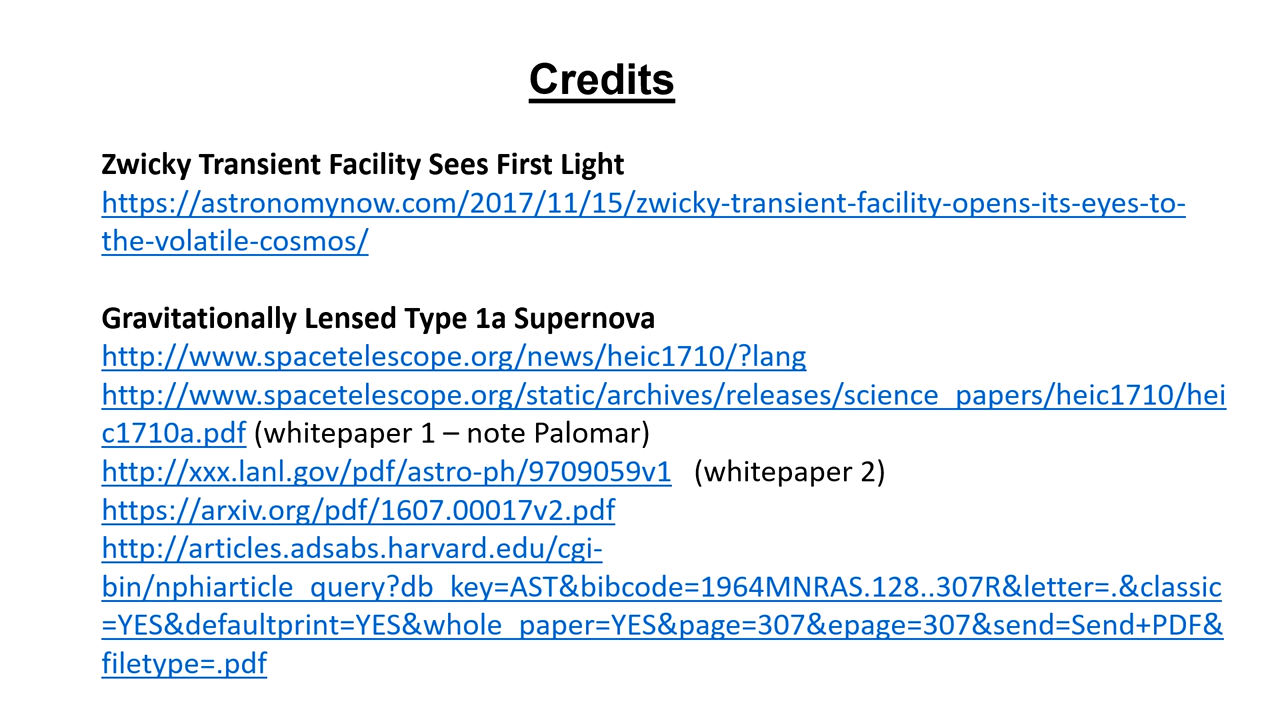 Credits
Zwicky Transient Facility Sees First Light
https://astronomynow.com/2017/11/15/zwicky-transient-facility-opens-its-eyes-to-
the-volatile-cosmos/
Gravitationally Lensed Type 1a Supernova
http://www.spacetelescope.org/news/heic1710/?lang
http://www.spacetelescope.org/static/archives/releases/science_papers/heic1710/hei
c1710a.pdf (whitepaper 1 – note Palomar)
http://xxx.lanl.gov/pdf/astro-ph/9709059v1 (whitepaper 2)
https://arxiv.org/pdf/1607.00017v2.pdf
http://articles.adsabs.harvard.edu/cgi-
bin/nphiarticle_query?db_key=AST&bibcode=1964MNRAS.128..307R&letter=.&classic
=YES&defaultprint=YES&whole_paper=YES&page=307&epage=307&send=Send+PDF&
filetype=.pdf